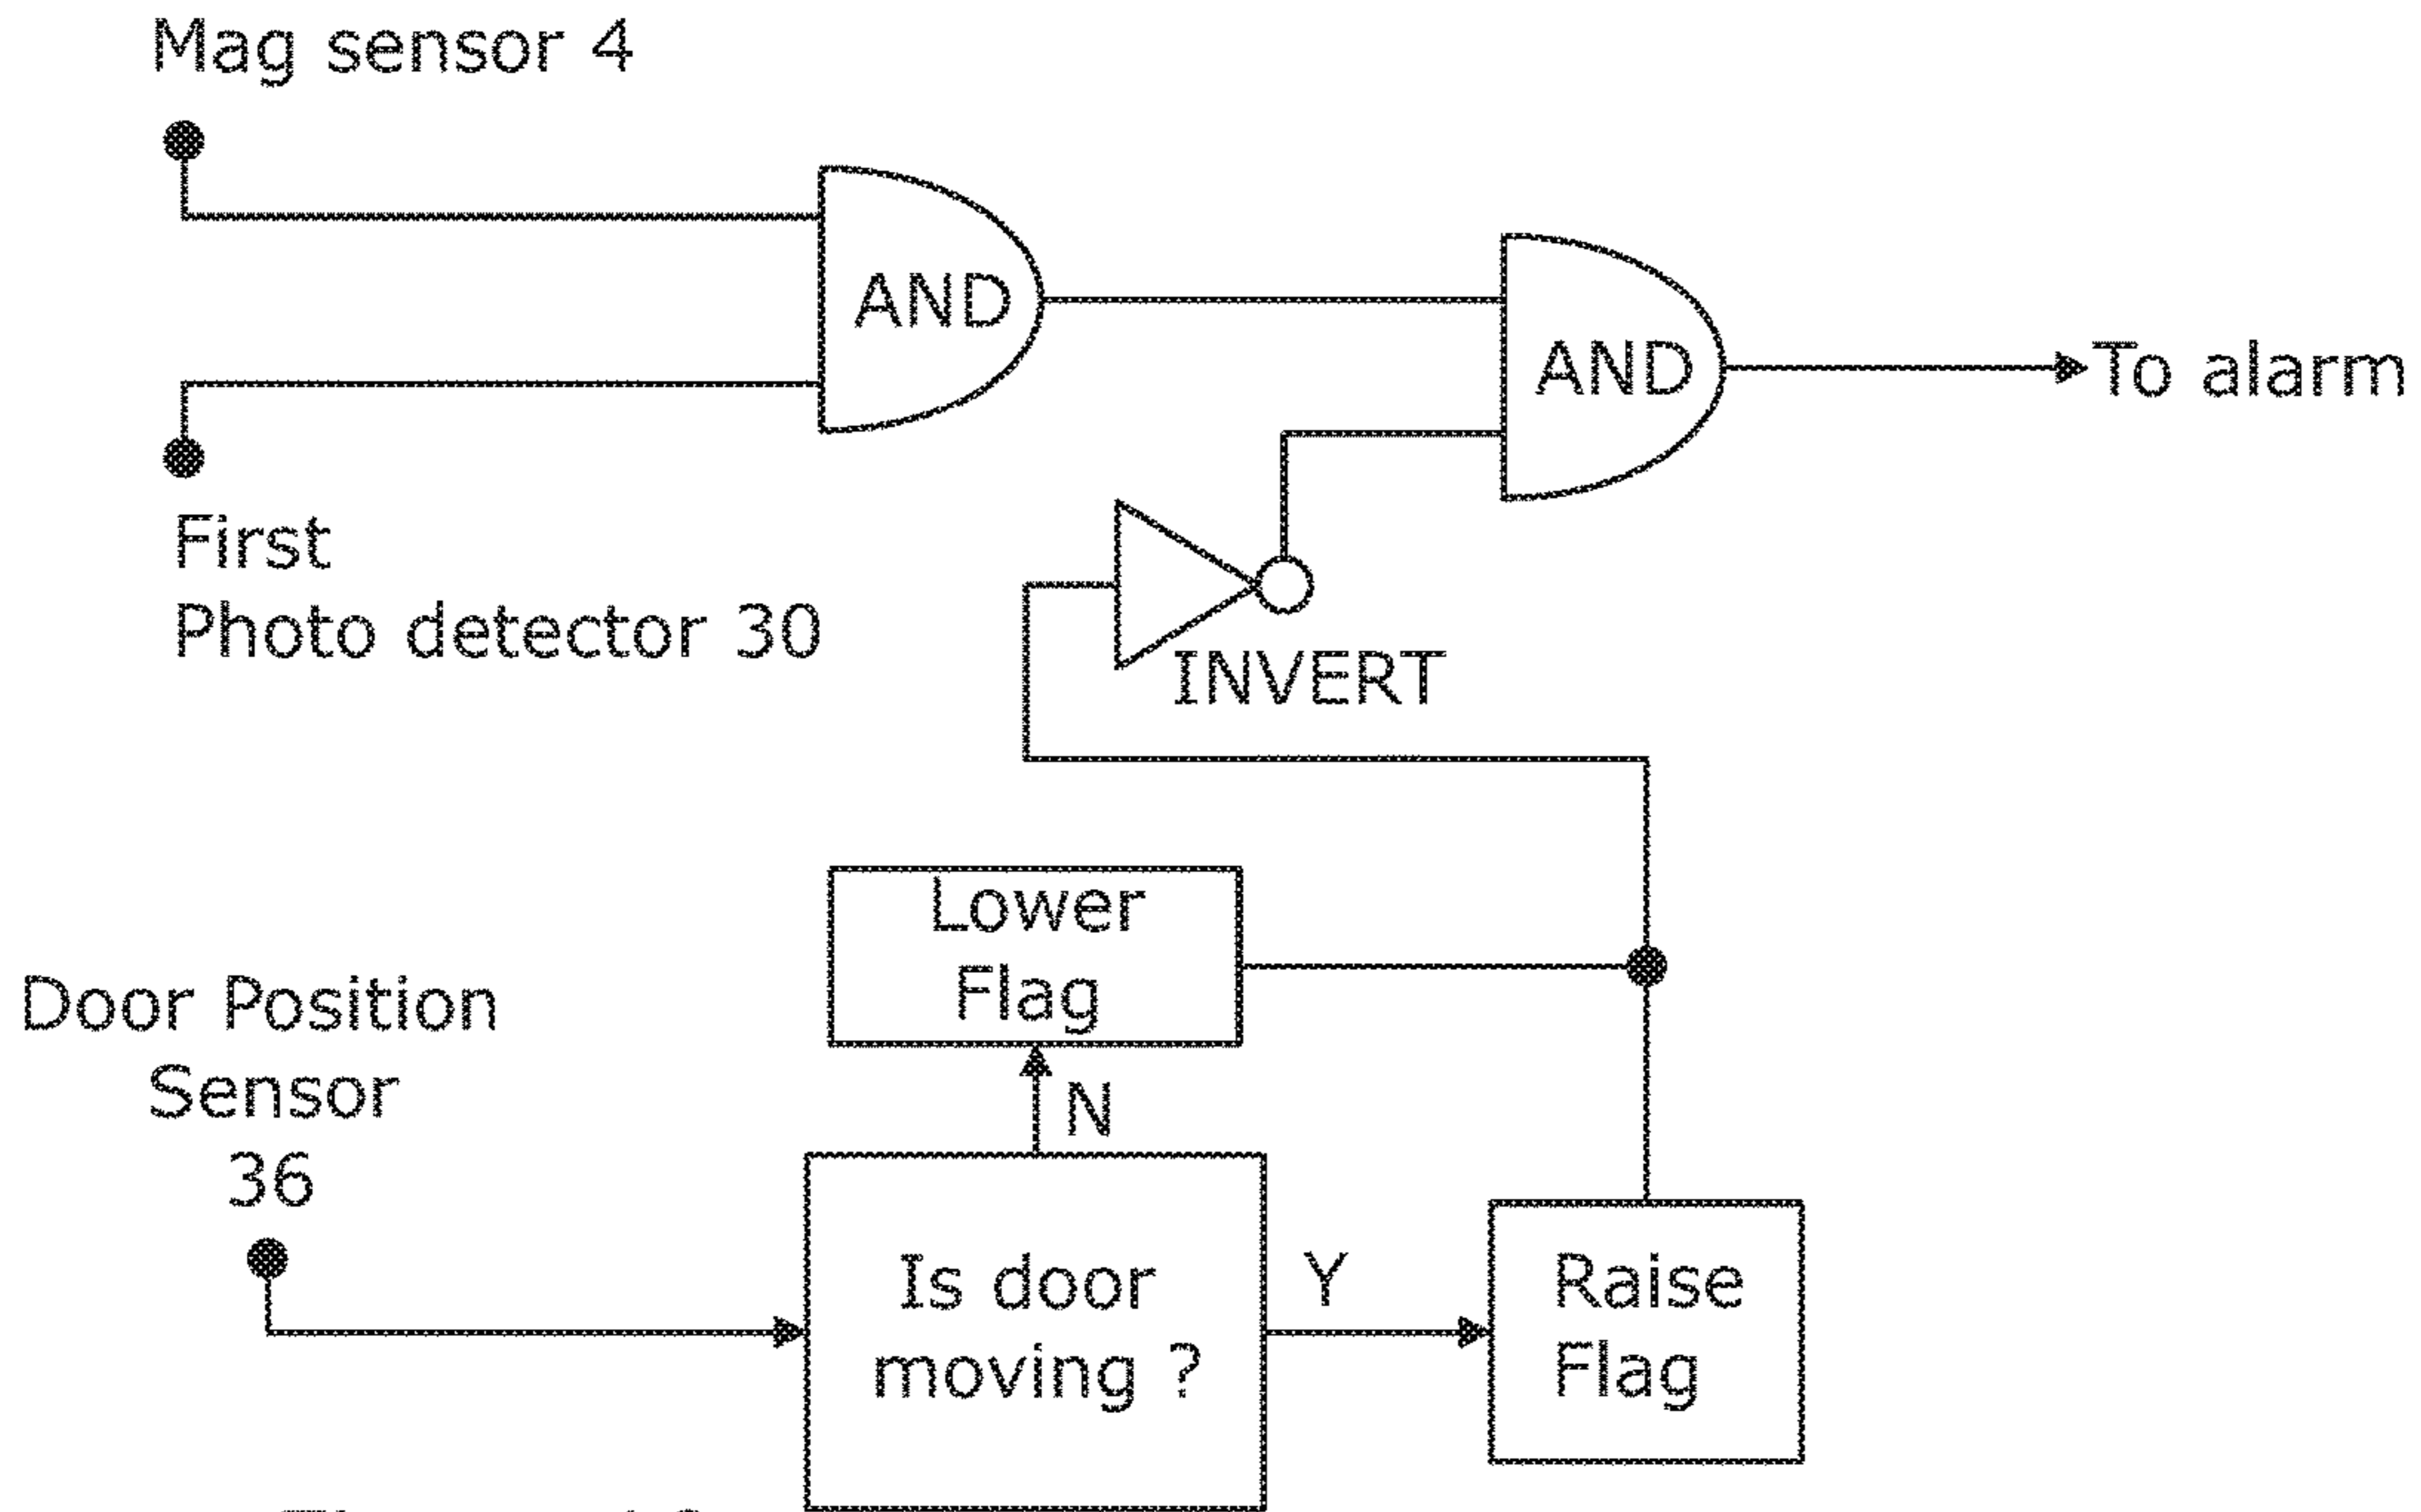 Mag sensor 4
AND
AND
To alarm
First
Photo detector 30
INVERT
Lower
Flag
Door Position
Sensor
36
N
Is door
moving ?
Y
Raise
Flag